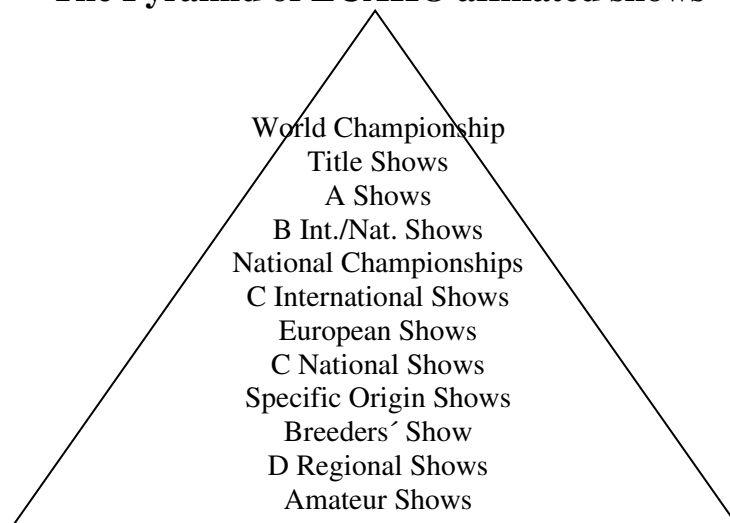 World Championship
Title Shows
A Shows
B Int./Nat. Shows
National Championships
C International Shows
European Shows
C National Shows
Specific Origin Shows
Breeders´ Show
D Regional Shows
Amateur Shows